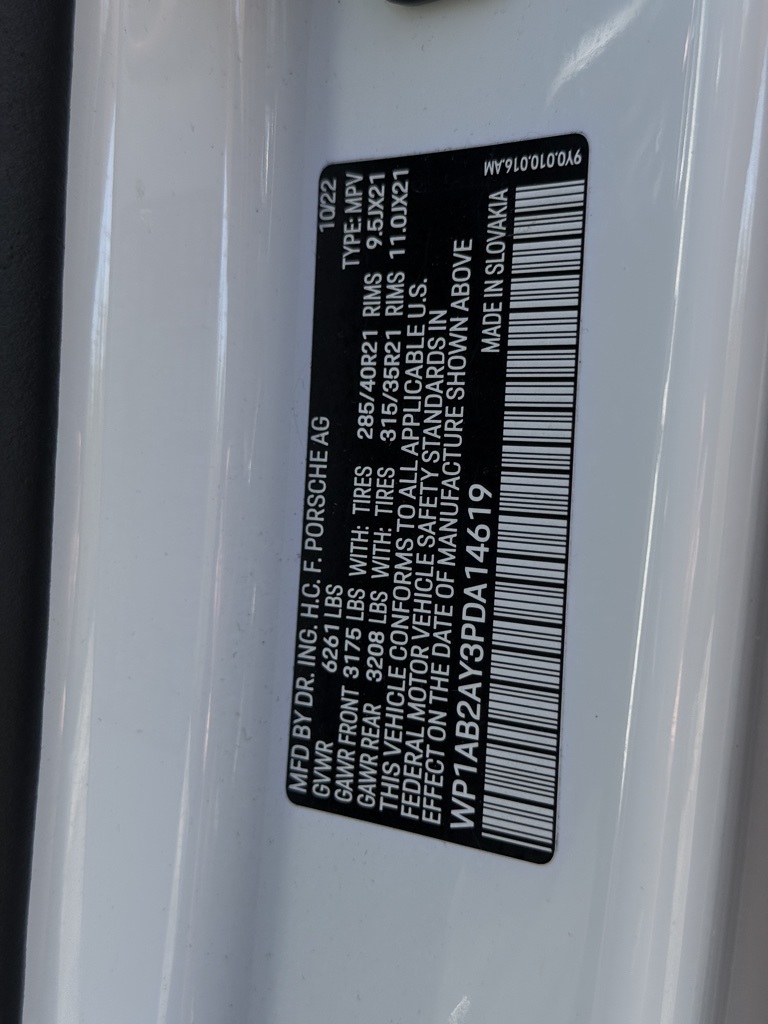 MFD BY DR. ING. H.C. F. PORSCHE AG 10/22
GVWR 6261 LBS TYPE: MPV
GAWR FRONT 3175 LBS WITH: TIRES 285/40R21 RIMS 9.5JX21
GAWR REAR 3208 LBS WITH: TIRES 315/35R21 RIMS 11.0JX21
THIS VEHICLE CONFORMS TO ALL APPLICABLE U.S.
FEDERAL MOTOR VEHICLE SAFETY STANDARDS IN
EFFECT ON THE DATE OF MANUFACTURE SHOWN ABOVE
WP1AB2AY3PDA14619 MADE IN SLOVAKIA
9Y0.010.016.AM